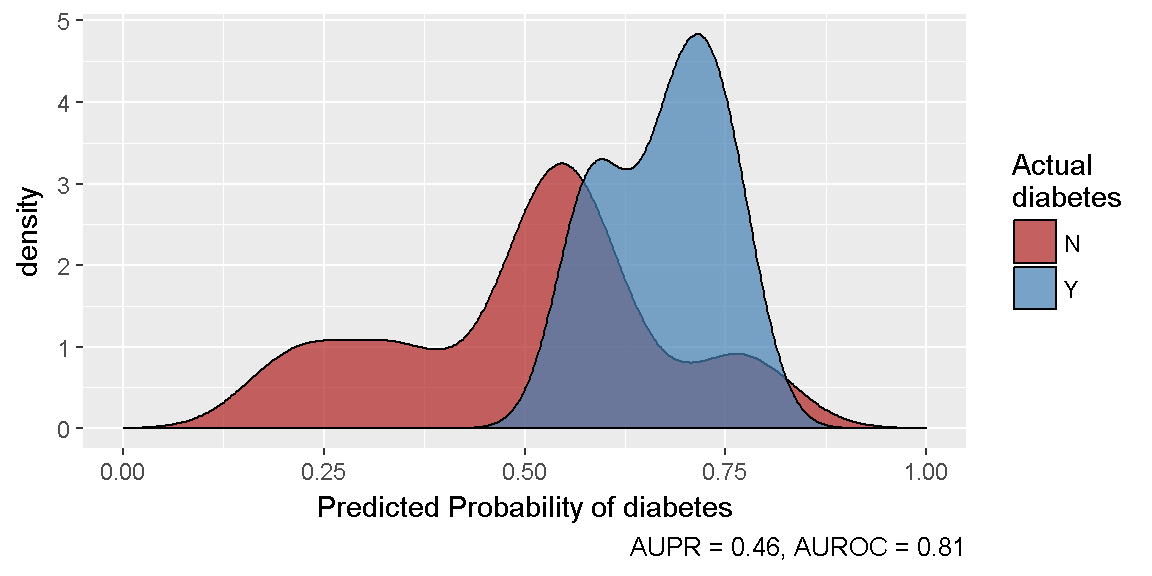 5
4
3
2
1
0
density
0.00 0.25 0.50 0.75 1.00
Predicted Probability of diabetes
AUPR = 0.46, AUROC = 0.81
Actual
diabetes
N
Y